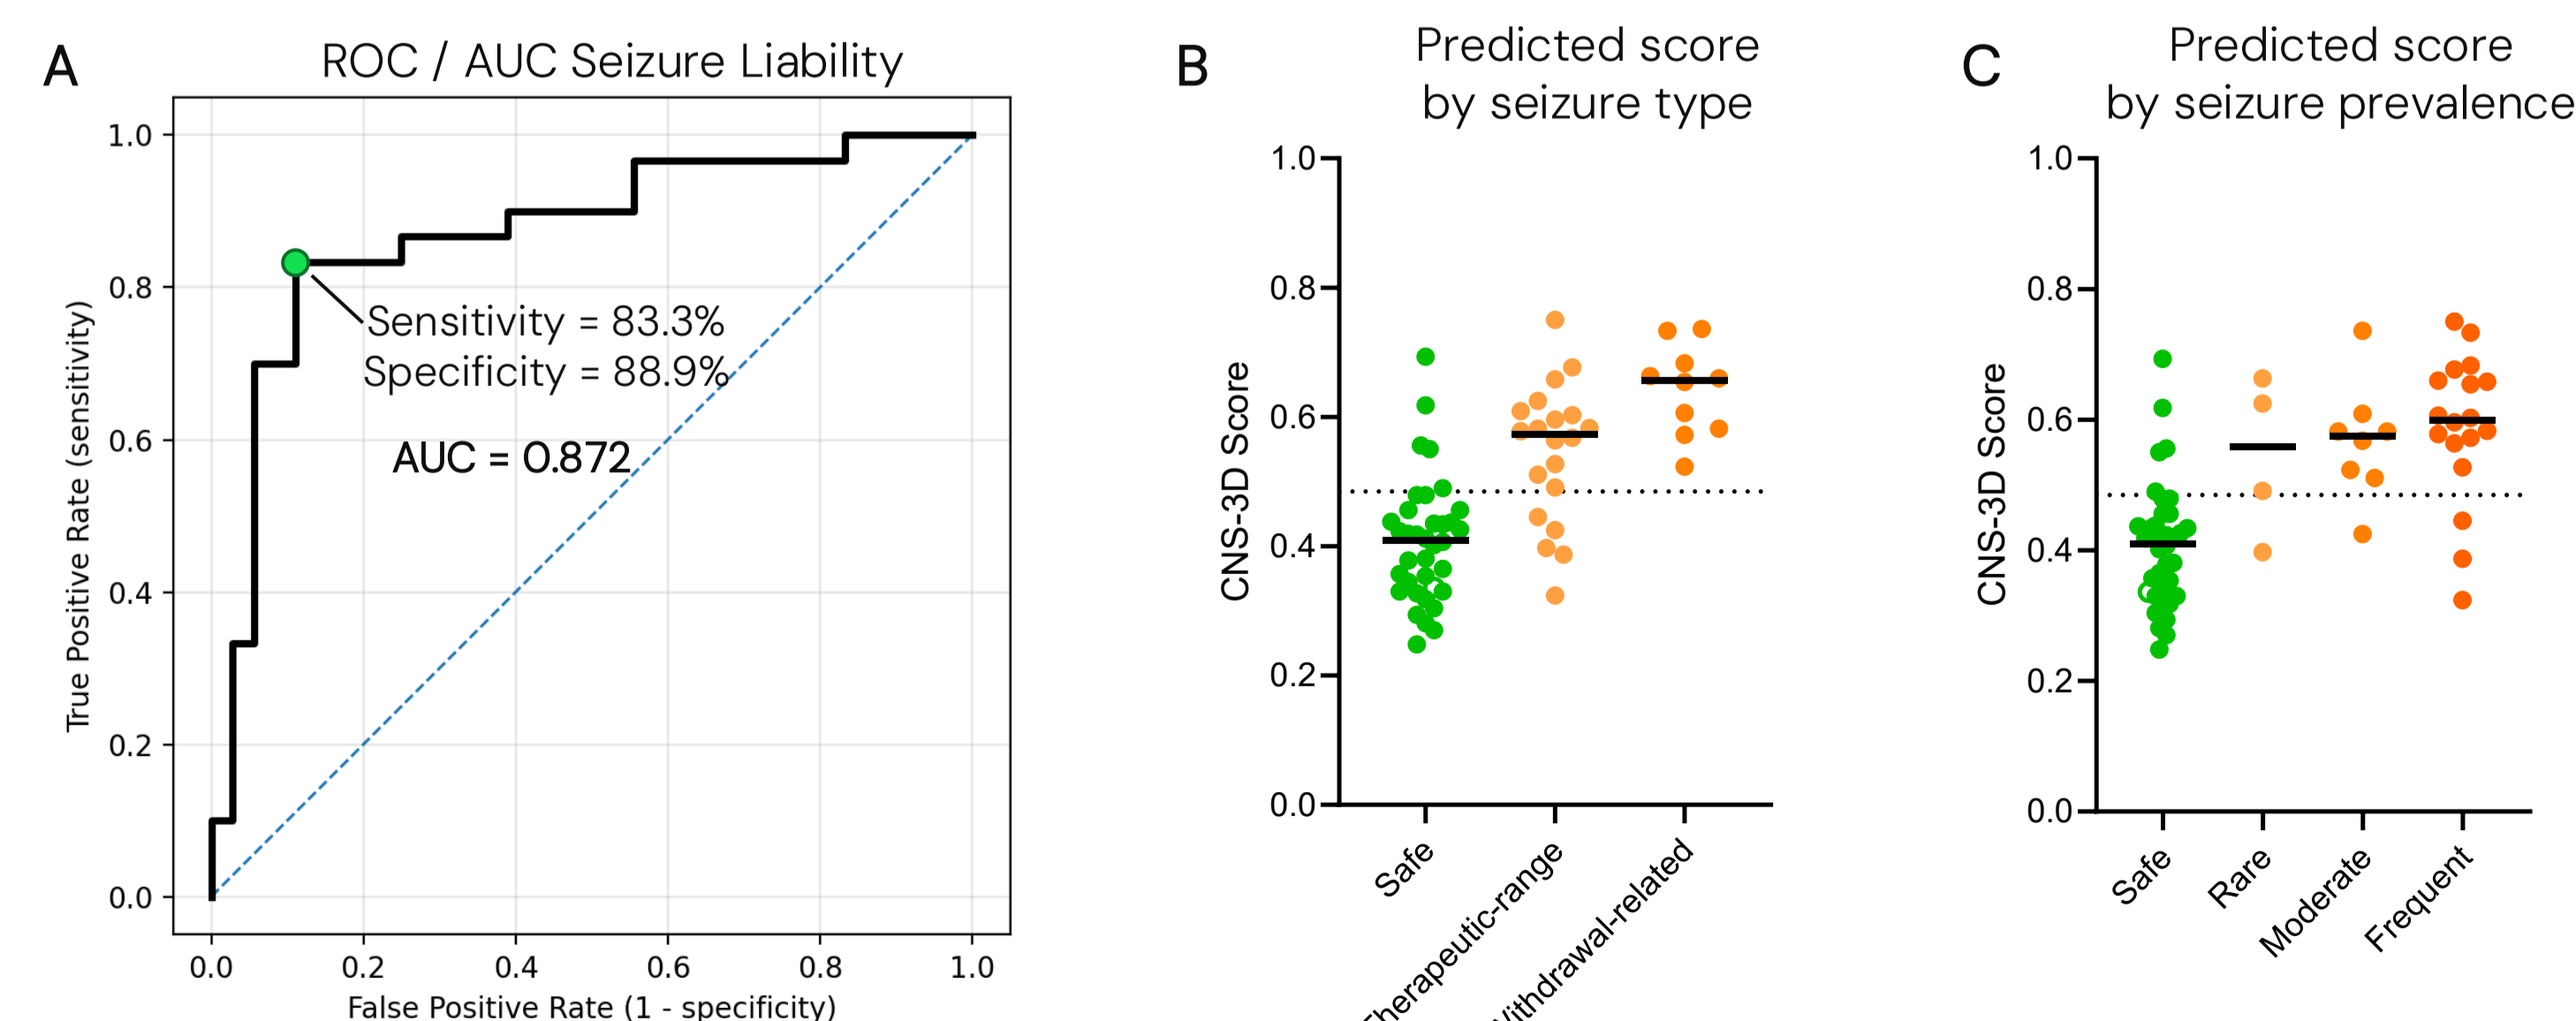 A
ROC / AUC Seizure Liability
True Positive Rate (sensitivity)
1.0
0.8
0.6
0.4
0.2
0.0
Sensitivity = 83.3%
Specificity = 88.9%
AUC = 0.872
0.0 0.2 0.4 0.6 0.8 1.0
False Positive Rate (1 - specificity)
B
Predicted score
by seizure type
CNS-3D Score
1.0
0.8
0.6
0.4
0.2
0.0
Safe
Therapeutic-range
Withdrawal-related
C
Predicted score
by seizure prevalence
CNS-3D Score
1.0
0.8
0.6
0.4
0.2
0.0
Safe
Rare
Moderate
Frequent